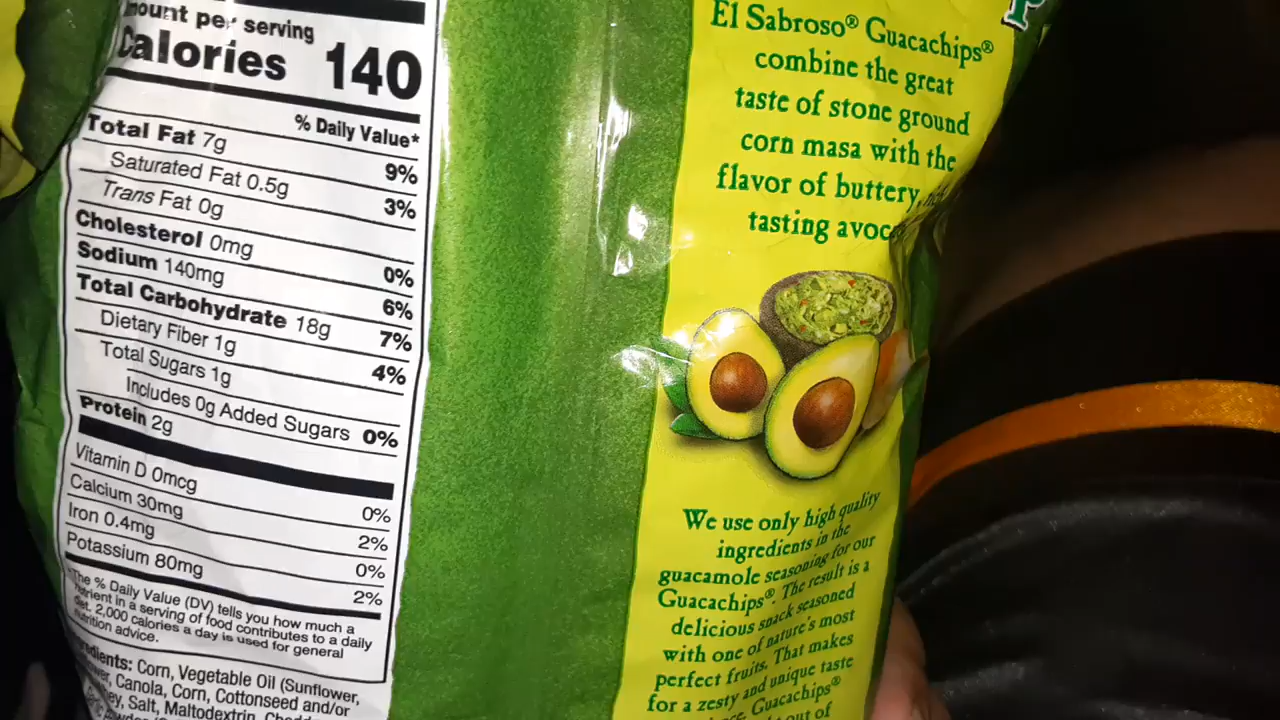 mount per serving
Calories 140
% Daily Value*
Total Fat 7g 9%
Saturated Fat 0.5g 3%
Trans Fat 0g
Cholesterol 0mg 0%
Sodium 140mg 6%
Total Carbohydrate 18g 7%
Dietary Fiber 1g 4%
Total Sugars 1g
Includes 0g Added Sugars 0%
Protein 2g
Vitamin D 0mcg 0%
Calcium 30mg 2%
Iron 0.4mg 0%
Potassium 80mg 2%
*The % Daily Value (DV) tells you how much a
nutrient in a serving of food contributes to a daily
diet. 2,000 calories a day is used for general
nutrition advice.
Ingredients: Corn, Vegetable Oil (Sunflower,
Canola, Corn, Cottonseed and/or
Salt, Maltodextrin,
El Sabroso® Guacachips®
combine the great
taste of stone ground
corn masa with the
flavor of buttery,
tasting avoc
We use only high quality
ingredients in the
guacamole seasoning for our
Guacachips®. The result is a
delicious snack seasoned
with one of nature's most
perfect fruits. That makes
for a zesty and unique taste
Guacachips®
out of